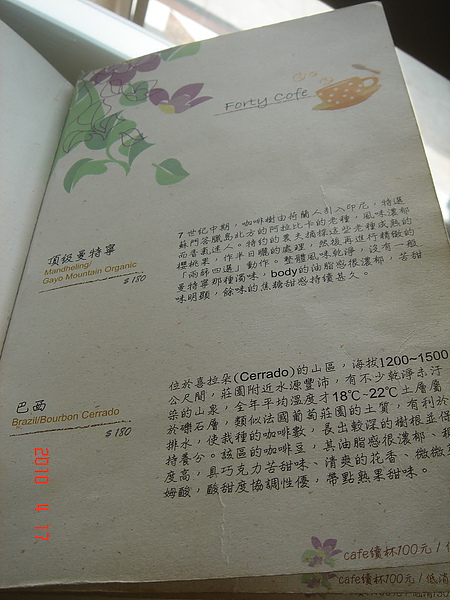 Forty Cafe
頂級曼特寧
Mandheling/
Gayo Mountain Organic
$180
7世紀中期，咖啡樹由荷蘭人引入印尼，特選
蘇門答臘島北方的阿拉比卡的老種，風味濃郁
而香氣迷人。特約的農夫摘採這些老種成熟的
櫻桃果，作半日曬的處理，然後再進行精緻的
「兩篩四選」動作。整體風味乾淨，沒有一般
曼特寧那種濁味，body的油脂感很濃郁，苦甜
味明顯，餘味的焦糖甜感持續甚久。
巴西
Brazil/Bourbon Cerrado
$180
位於喜拉朵(Cerrado)的山區，海拔1200~1500
公尺間，莊園附近水源豐沛，有不少乾淨未汙
染的山泉，全年平均溫度才18℃~22℃土層屬
於礫石層，類似法國葡萄莊園的土質，有利於
排水，使栽種的咖啡數，長出較深的樹根並保
持養分。該區的咖啡豆，其油脂感很濃郁、稠
度高，具巧克力苦甜味、清爽的花香、微微
姆酸，酸甜度協調性優，帶點熟果甜味。
cafe續杯100元 / 低
cafe續杯100元 / 低消
2010 4 17